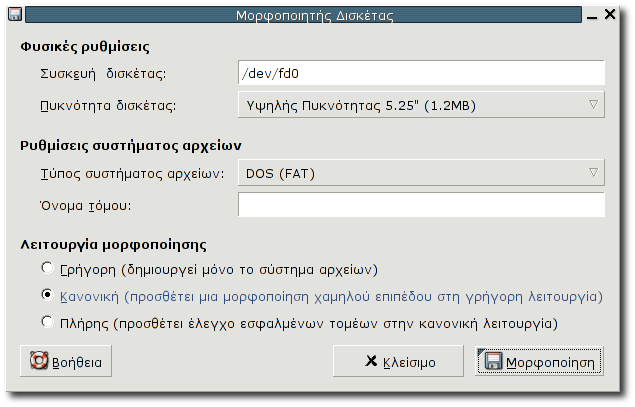 Μορφοποιητής Δισκέτας
Φυσικές ρυθμίσεις
Συσκευή δισκέτας: /dev/fd0
Πυκνότητα δισκέτας: Υψηλής Πυκνότητας 5.25" (1.2MB)
Ρυθμίσεις συστήματος αρχείων
Τύπος συστήματος αρχείων: DOS (FAT)
Όνομα τόμου:
Λειτουργία μορφοποίησης
Γρήγορη (δημιουργεί μόνο το σύστημα αρχείων)
Κανονική (προσθέτει μια μορφοποίηση χαμηλού επιπέδου στη γρήγορη λειτουργία)
Πλήρης (προσθέτει έλεγχο εσφαλμένων τομέων στην κανονική λειτουργία)
Βοήθεια Κλείσιμο Μορφοποίηση